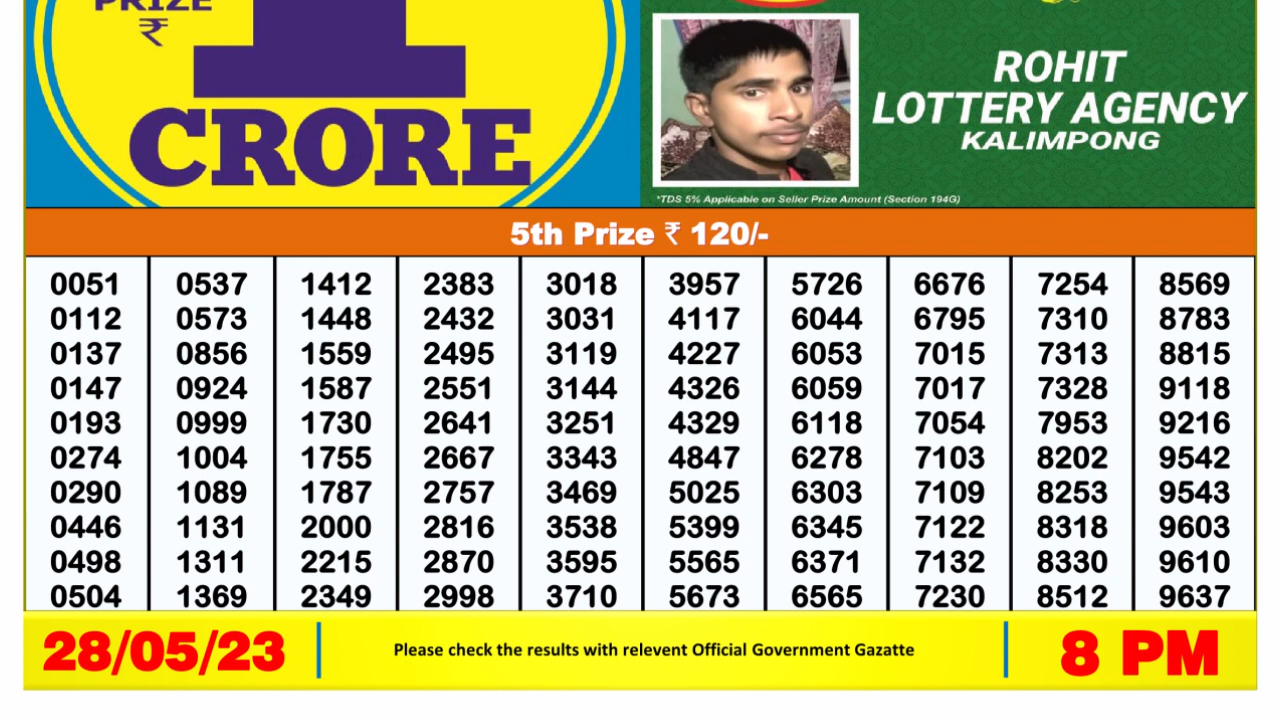 PRIZE
₹
1
CRORE
ROHIT
LOTTERY AGENCY
KALIMPONG
*TDS 5% Applicable on Seller Prize Amount (Section 194G)
5th Prize ₹ 120/-
0051 0537 1412 2383 3018 3957 5726 6676 7254 8569
0112 0573 1448 2432 3031 4117 6044 6795 7310 8783
0137 0856 1559 2495 3119 4227 6053 7015 7313 8815
0147 0924 1587 2551 3144 4326 6059 7017 7328 9118
0193 0999 1730 2641 3251 4329 6118 7054 7953 9216
0274 1004 1755 2667 3343 4847 6278 7103 8202 9542
0290 1089 1787 2757 3469 5025 6303 7109 8253 9543
0446 1131 2000 2816 3538 5399 6345 7122 8318 9603
0498 1311 2215 2870 3595 5565 6371 7132 8330 9610
0504 1369 2349 2998 3710 5673 6565 7230 8512 9637
28/05/23 Please check the results with relevent Official Government Gazatte 8 PM